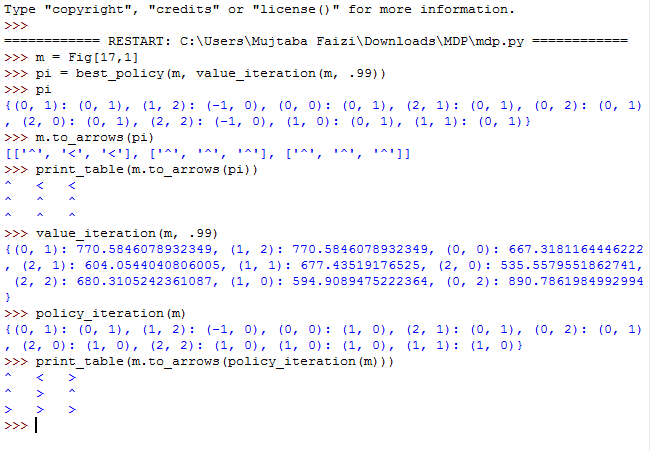 Type "copyright", "credits" or "license()" for more information.
>>>
============ RESTART: C:\Users\Mujtaba Faizi\Downloads\MDP\mdp.py ============
>>> m = Fig[17,1]
>>> pi = best_policy(m, value_iteration(m, .99))
>>> pi
{(0, 1): (0, 1), (1, 2): (-1, 0), (0, 0): (0, 1), (2, 1): (0, 1), (0, 2): (0, 1)
, (2, 0): (0, 1), (2, 2): (-1, 0), (1, 0): (0, 1), (1, 1): (0, 1)}
>>> m.to_arrows(pi)
[['^', '<', '<'], ['^', '^', '^'], ['^', '^', '^']]
>>> print_table(m.to_arrows(pi))
^ < <
^ ^ ^
^ ^ ^
>>> value_iteration(m, .99)
{(0, 1): 770.5846078932349, (1, 2): 770.5846078932349, (0, 0): 667.3181164446222
, (2, 1): 604.0544040806005, (1, 1): 677.43519176525, (2, 0): 535.5579551862741,
(2, 2): 680.3105242361087, (1, 0): 594.9089475222364, (0, 2): 890.7861984992994
}
>>> policy_iteration(m)
{(0, 1): (0, 1), (1, 2): (-1, 0), (0, 0): (1, 0), (2, 1): (0, 1), (0, 2): (0, 1)
, (2, 0): (1, 0), (2, 2): (1, 0), (1, 0): (1, 0), (1, 1): (1, 0)}
>>> print_table(m.to_arrows(policy_iteration(m)))
^ < >
^ > ^
> > >
>>>